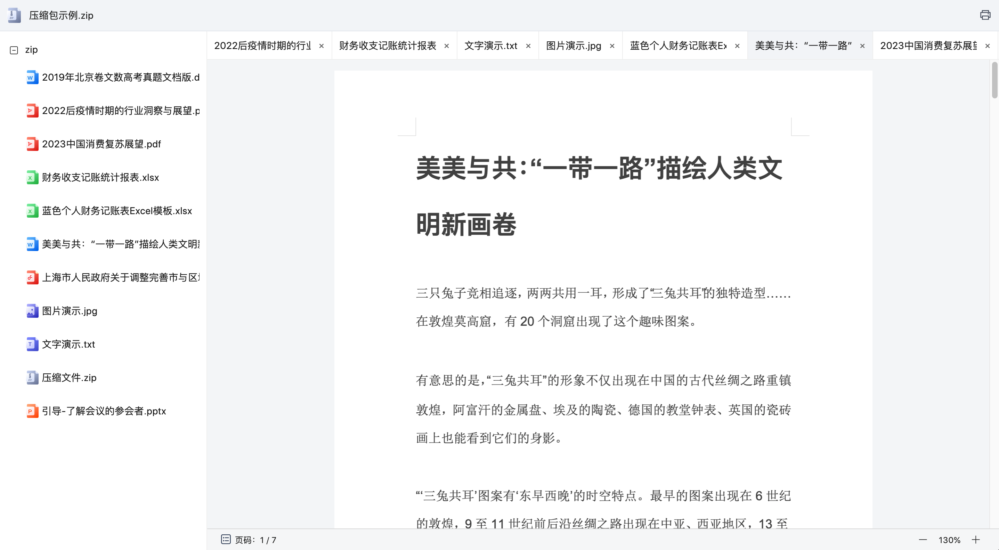 压缩包示例.zip
zip
2019年北京卷文数高考真题文档版.d
2022后疫情时期的行业洞察与展望.p
2023中国消费复苏展望.pdf
财务收支记账统计报表.xlsx
蓝色个人财务记账表Excel模板.xlsx
美美与共：“一带一路”描绘人类文明
上海市人民政府关于调整完善市与区
图片演示.jpg
文字演示.txt
压缩文件.zip
引导-了解会议的参会者.pptx
2022后疫情时期的行业
财务收支记账统计报表
文字演示.txt
图片演示.jpg
蓝色个人财务记账表Ex
美美与共：“一带一路”
2023中国消费复苏展望
美美与共：“一带一路”描绘人类文
明新画卷
三只兔子竞相追逐，两两共用一耳，形成了“三兔共耳”的独特造型……
在敦煌莫高窟，有 20 个洞窟出现了这个趣味图案。
有意思的是，“三兔共耳”的形象不仅出现在中国的古代丝绸之路重镇
敦煌，阿富汗的金属盘、埃及的陶瓷、德国的教堂钟表、英国的瓷砖
画上也能看到它们的身影。
“‘三兔共耳’图案有‘东早西晚’的时空特点。最早的图案出现在 6 世纪
的敦煌，9 至 11 世纪前后沿丝绸之路出现在中亚、西亚地区，13 至
页码：1 / 7
130%